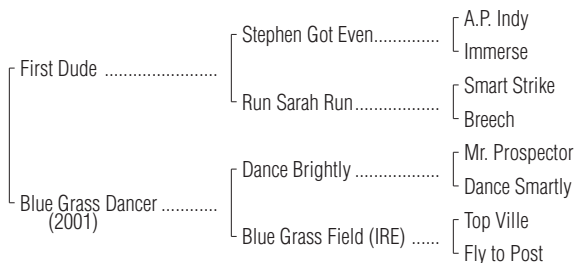 A.P. Indy
Stephen Got Even..............
Immerse
First Dude .......................
Smart Strike
Run Sarah Run..................
Breech
Mr. Prospector
Dance Brightly ..................
Dance Smartly
Blue Grass Dancer ............
(2001)
Top Ville
Blue Grass Field (IRE) ......
Fly to Post